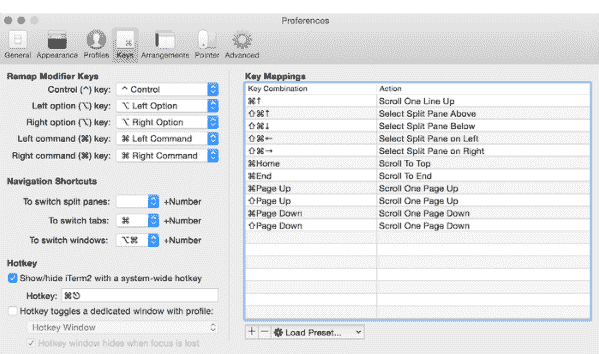 Preferences
General Appearance Profiles Keys Arrangements Pointer Advanced
Remap Modifier Keys
Control (^) key: ^ Control
Left option (⌥) key: ⌥ Left Option
Right option (⌥) key: ⌥ Right Option
Left command (⌘) key: ⌘ Left Command
Right command (⌘) key: ⌘ Right Command
Navigation Shortcuts
To switch split panes: +Number
To switch tabs: ⌘ +Number
To switch windows: ⌥⌘ +Number
Hotkey
Show/hide iTerm2 with a system-wide hotkey
Hotkey: ⌘⎋
Hotkey toggles a dedicated window with profile:
Hotkey Window
Hotkey window hides when focus is lost
Key Mappings
Key Combination Action
⌘↑ Scroll One Line Up
⇧⌘↑ Select Split Pane Above
⇧⌘↓ Select Split Pane Below
⇧⌘← Select Split Pane on Left
⇧⌘→ Select Split Pane on Right
⌘Home Scroll To Top
⌘End Scroll To End
⌘Page Up Scroll One Page Up
⇧Page Up Scroll One Page Up
⌘Page Down Scroll One Page Down
⇧Page Down Scroll One Page Down
+ − Load Preset...